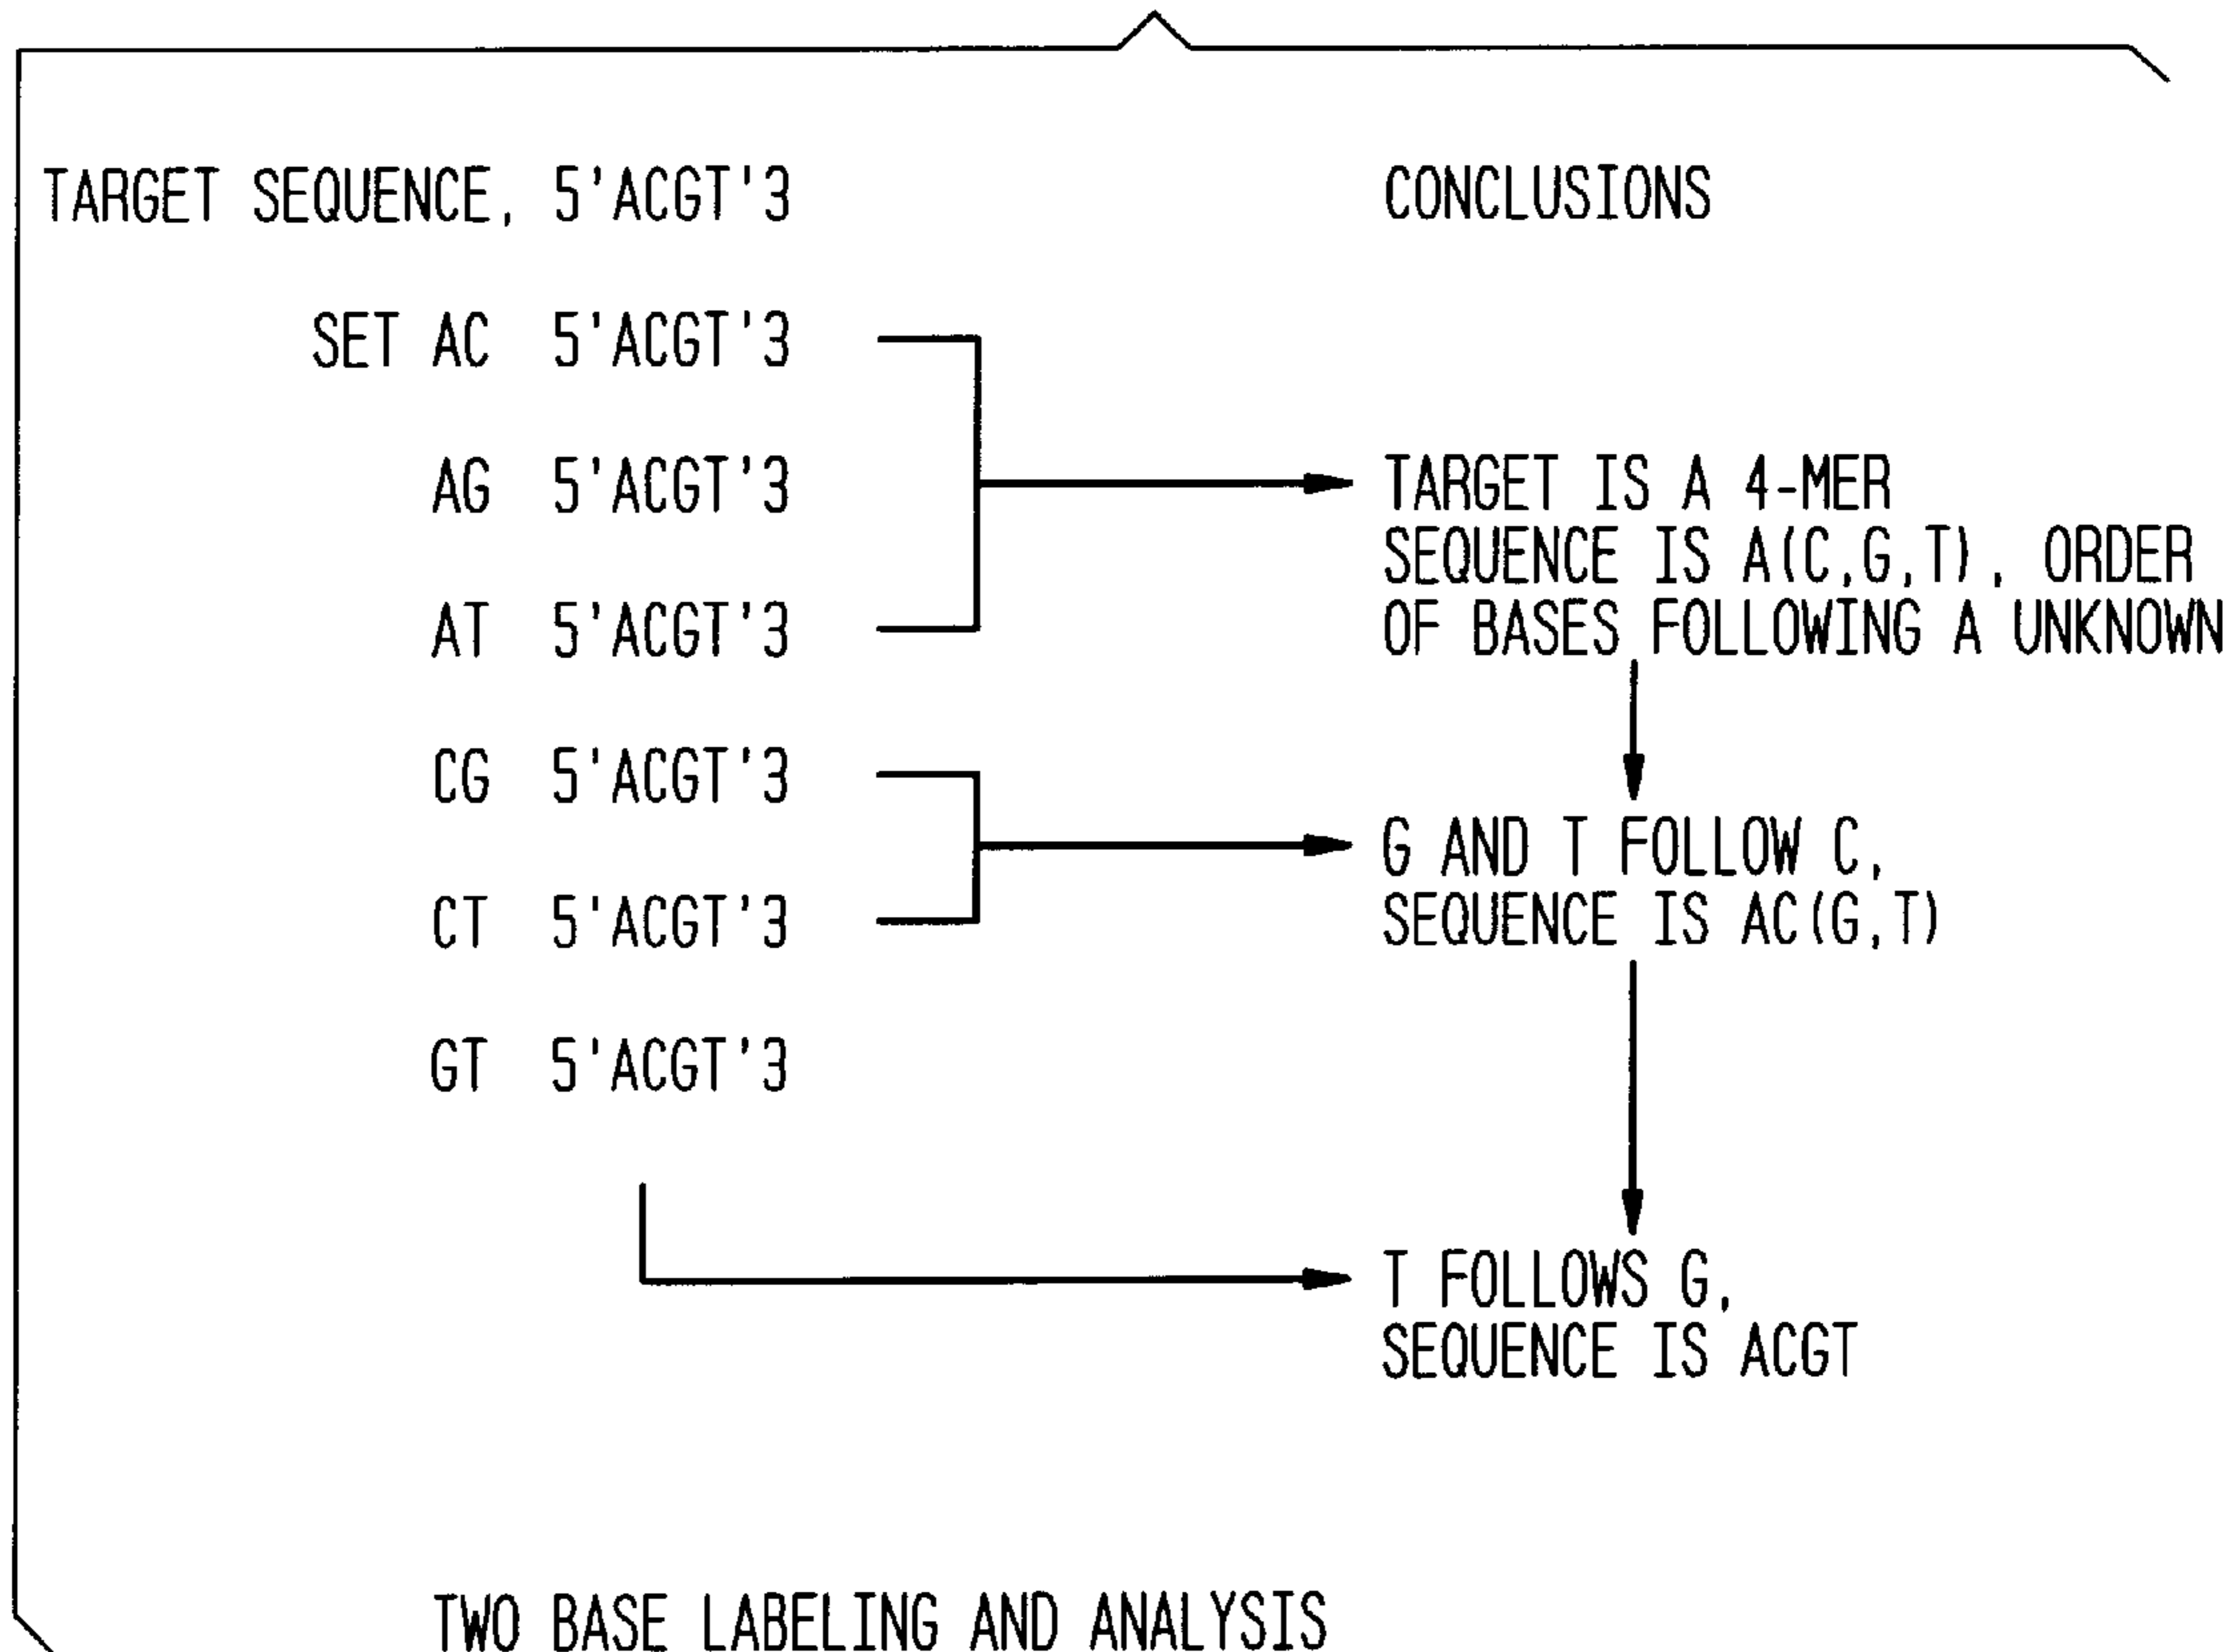 TARGET SEQUENCE, 5'ACGT'3
CONCLUSIONS
SET AC 5'ACGT'3
AG 5'ACGT'3
AT 5'ACGT'3
TARGET IS A 4-MER
SEQUENCE IS A(C,G,T), ORDER
OF BASES FOLLOWING A UNKNOWN
CG 5'ACGT'3
CT 5'ACGT'3
G AND T FOLLOW C,
SEQUENCE IS AC(G,T)
GT 5'ACGT'3
T FOLLOWS G,
SEQUENCE IS ACGT
TWO BASE LABELING AND ANALYSIS